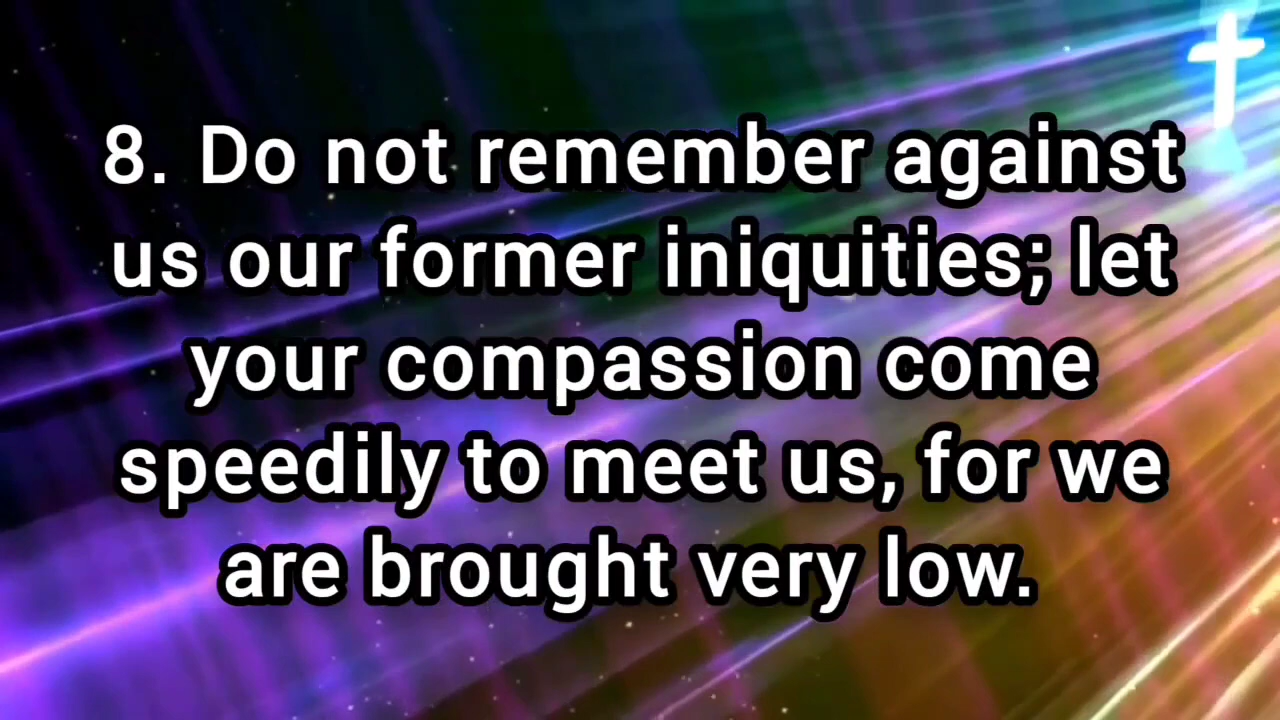 8. Do not remember against
us our former iniquities; let
your compassion come
speedily to meet us, for we
are brought very low.